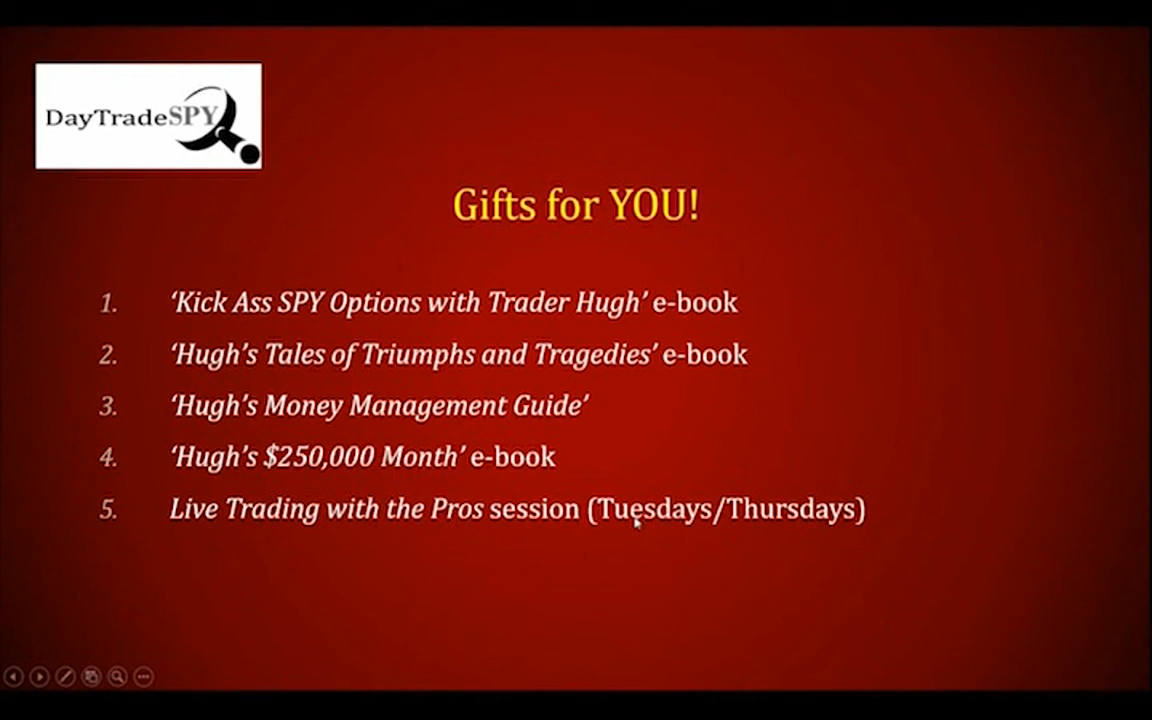 DayTradeSPY
Gifts for YOU!
1. ‘Kick Ass SPY Options with Trader Hugh’ e-book
2. ‘Hugh’s Tales of Triumphs and Tragedies’ e-book
3. ‘Hugh’s Money Management Guide’
4. ‘Hugh’s $250,000 Month’ e-book
5. Live Trading with the Pros session (Tuesdays/Thursdays)